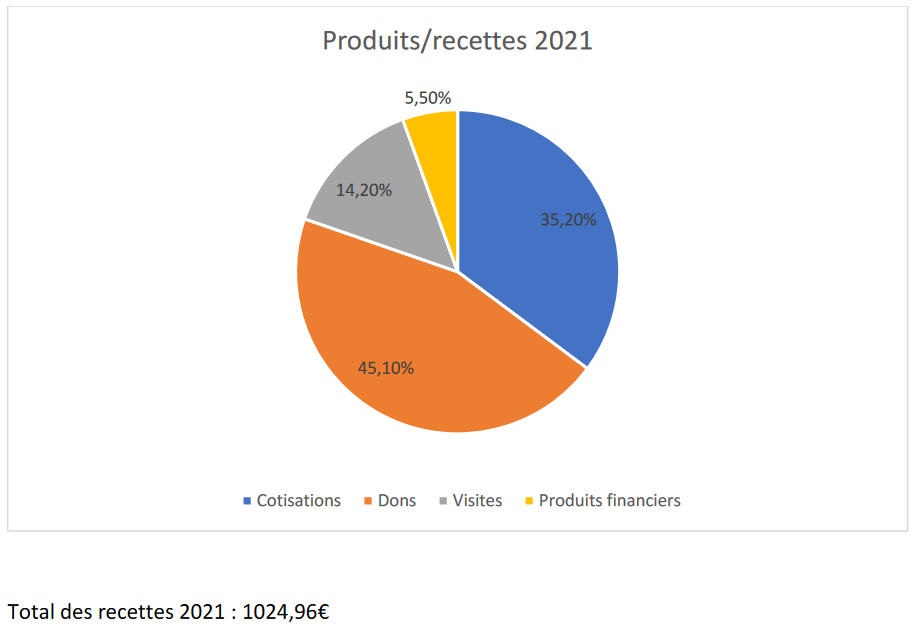 Produits/recettes 2021
5,50%
14,20%
35,20%
45,10%
Cotisations Dons Visites Produits financiers
Total des recettes 2021 : 1024,96€